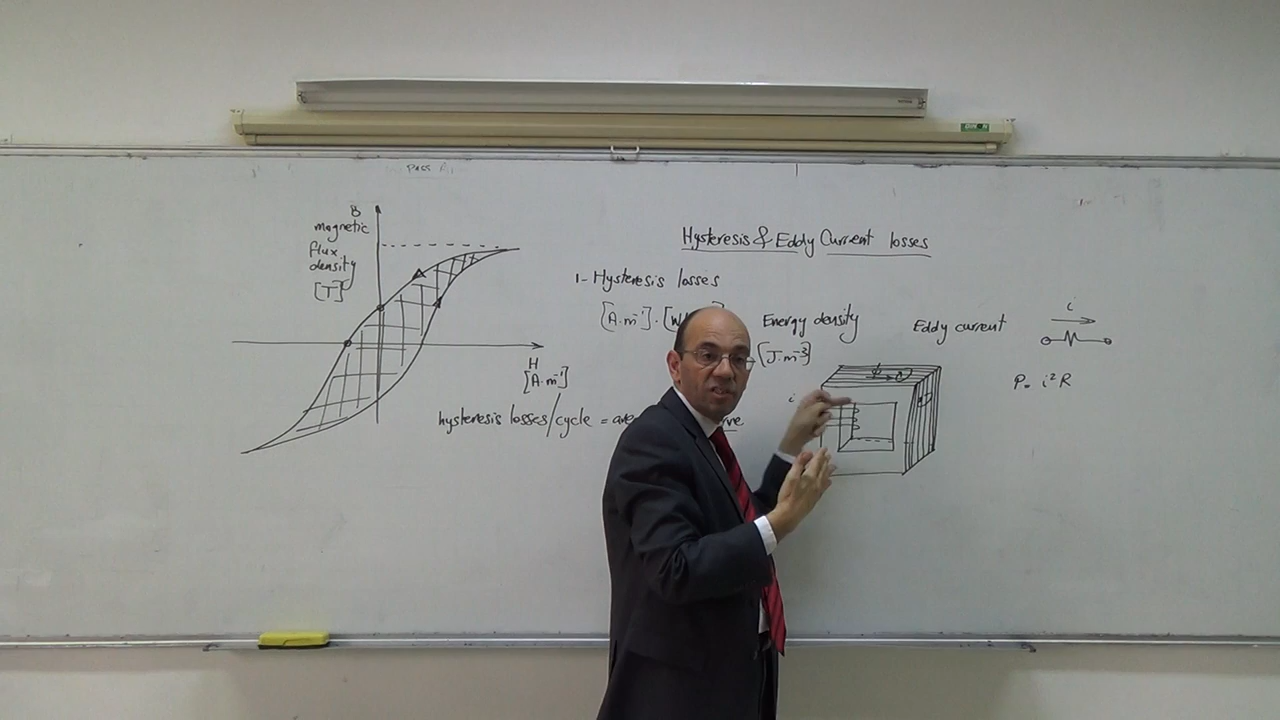 B
magnetic
flux
density
[T]
H
[A.m⁻¹]
Hysteresis & Eddy Current losses
1- Hysteresis losses
[A.m⁻¹].[W
Energy density
[J.m⁻³]
hysteresis losses/cycle =
Eddy current
i
P= i²R
i
ϕ